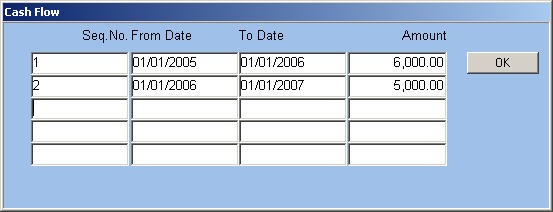 Cash Flow
Seq.No. From Date To Date Amount
1 01/01/2005 01/01/2006 6,000.00 OK
2 01/01/2006 01/01/2007 5,000.00